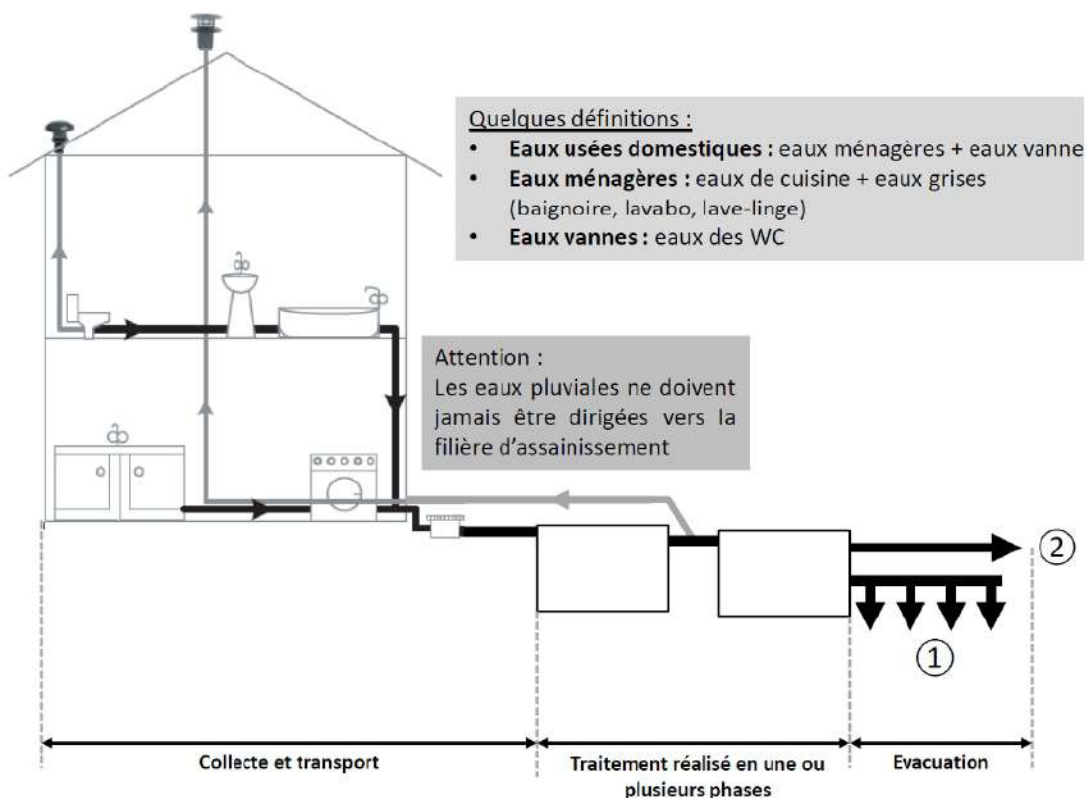 Quelques définitions :
• Eaux usées domestiques : eaux ménagères + eaux vanne
• Eaux ménagères : eaux de cuisine + eaux grises
(baignoire, lavabo, lave-linge)
• Eaux vannes : eaux des WC
Attention :
Les eaux pluviales ne doivent
jamais être dirigées vers la
filière d'assainissement
②
①
Collecte et transport
Traitement réalisé en une ou
plusieurs phases
Evacuation